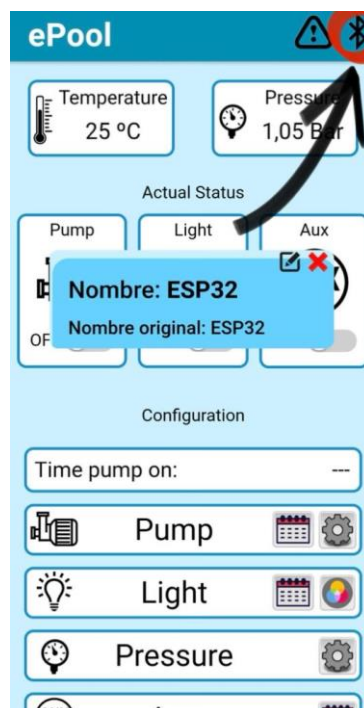 ePool
Temperature
25 ºC
Pressure
1,05 Bar
Actual Status
Pump
Light
Aux
Nombre: ESP32
Nombre original: ESP32
Configuration
Time pump on:
---
Pump
Light
Pressure